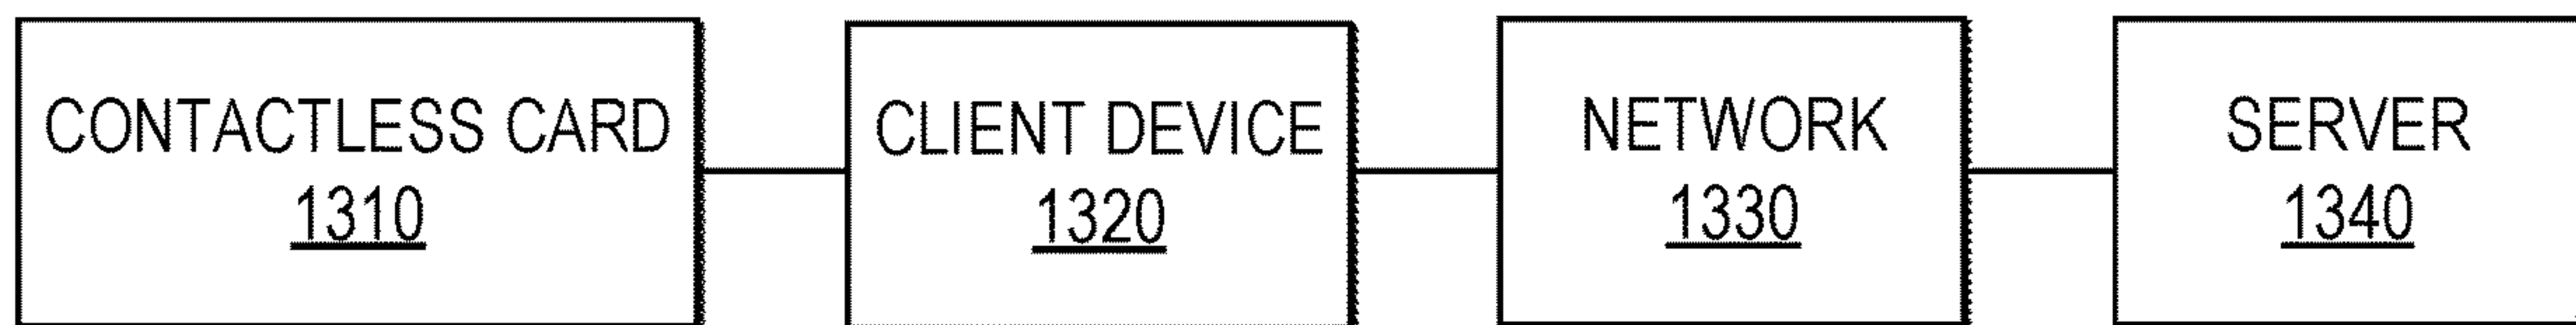 CONTACTLESS CARD
1310
CLIENT DEVICE
1320
NETWORK
1330
SERVER
1340